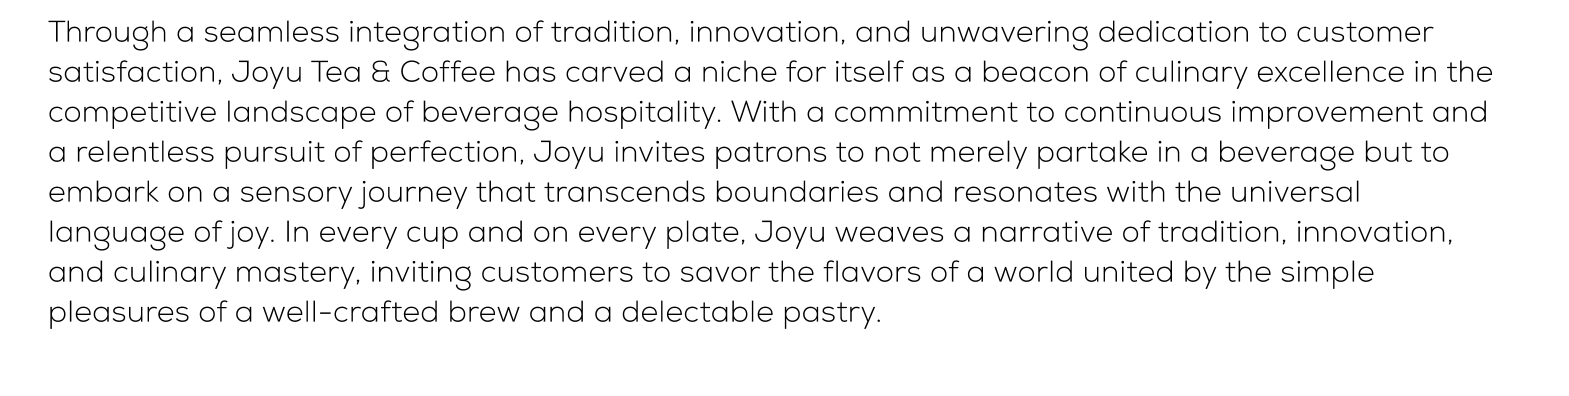 Through a seamless integration of tradition, innovation, and unwavering dedication to customer
satisfaction, Joyu Tea & Coffee has carved a niche for itself as a beacon of culinary excellence in the
competitive landscape of beverage hospitality. With a commitment to continuous improvement and
a relentless pursuit of perfection, Joyu invites patrons to not merely partake in a beverage but to
embark on a sensory journey that transcends boundaries and resonates with the universal
language of joy. In every cup and on every plate, Joyu weaves a narrative of tradition, innovation,
and culinary mastery, inviting customers to savor the flavors of a world united by the simple
pleasures of a well-crafted brew and a delectable pastry.